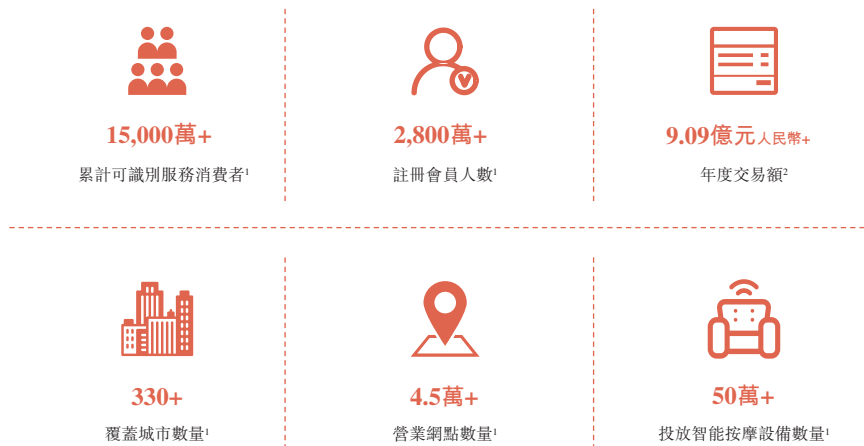 15,000萬+
累計可識別服務消費者¹
2,800萬+
註冊會員人數¹
9.09億元人民幣+
年度交易額²
330+
覆蓋城市數量¹
4.5萬+
營業網點數量¹
50萬+
投放智能按摩設備數量¹